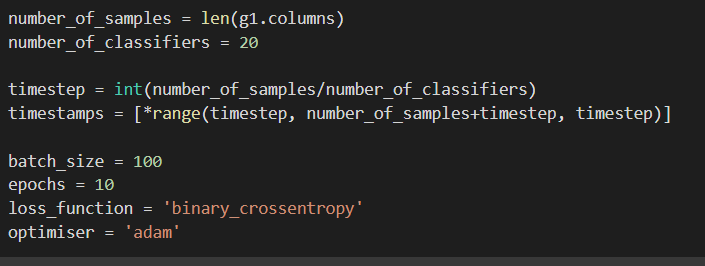 number_of_samples = len(g1.columns)
number_of_classifiers = 20
timestep = int(number_of_samples/number_of_classifiers)
timestamps = [*range(timestep, number_of_samples+timestep, timestep)]
batch_size = 100
epochs = 10
loss_function = 'binary_crossentropy'
optimiser = 'adam'